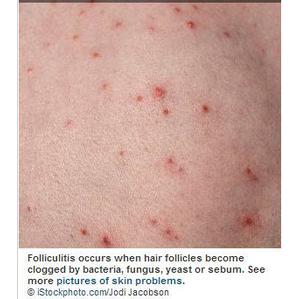 Folliculitis occurs when hair follicles become
clogged by bacteria, fungus, yeast or sebum. See
more pictures of skin problems.
© iStockphoto.com/Jodi Jacobson